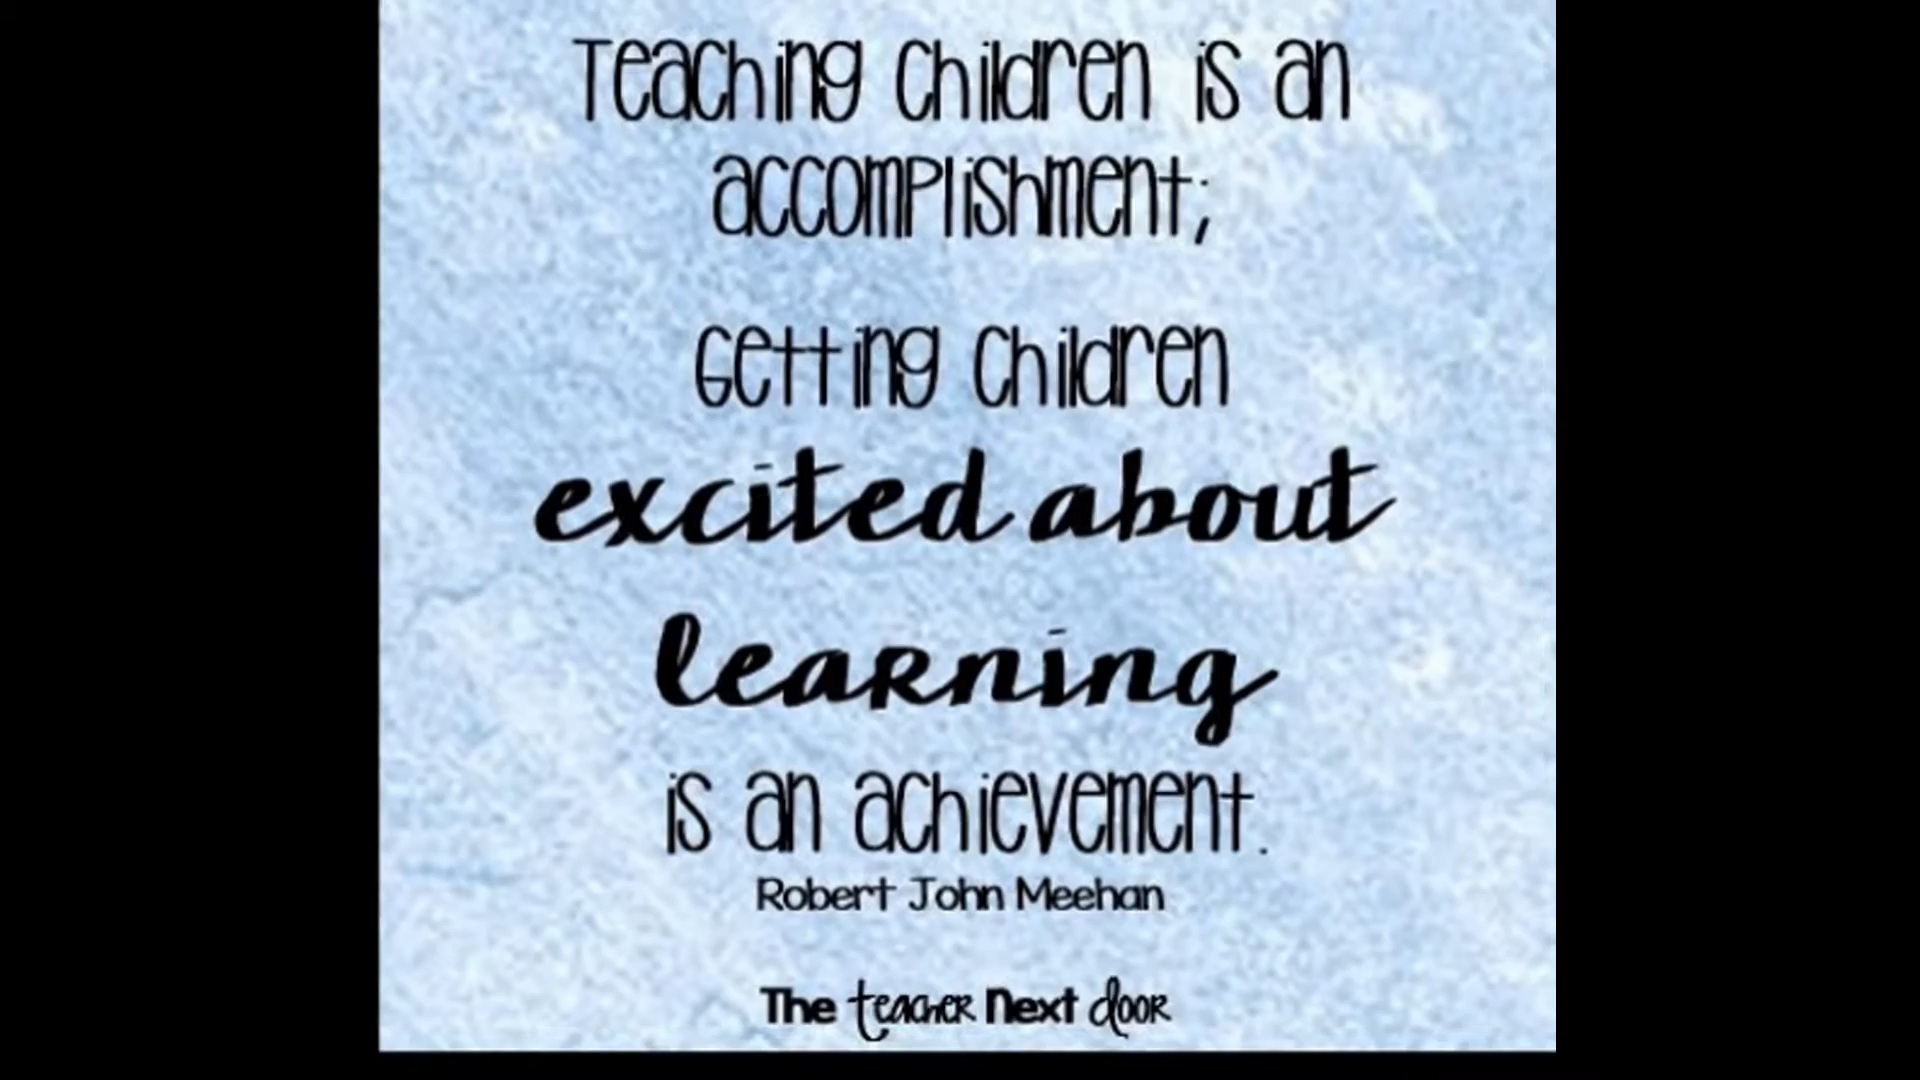 Teaching children is an
accomplishment;
Getting children
excited about
learning
is an achievement.
Robert John Meehan
The teacher next door